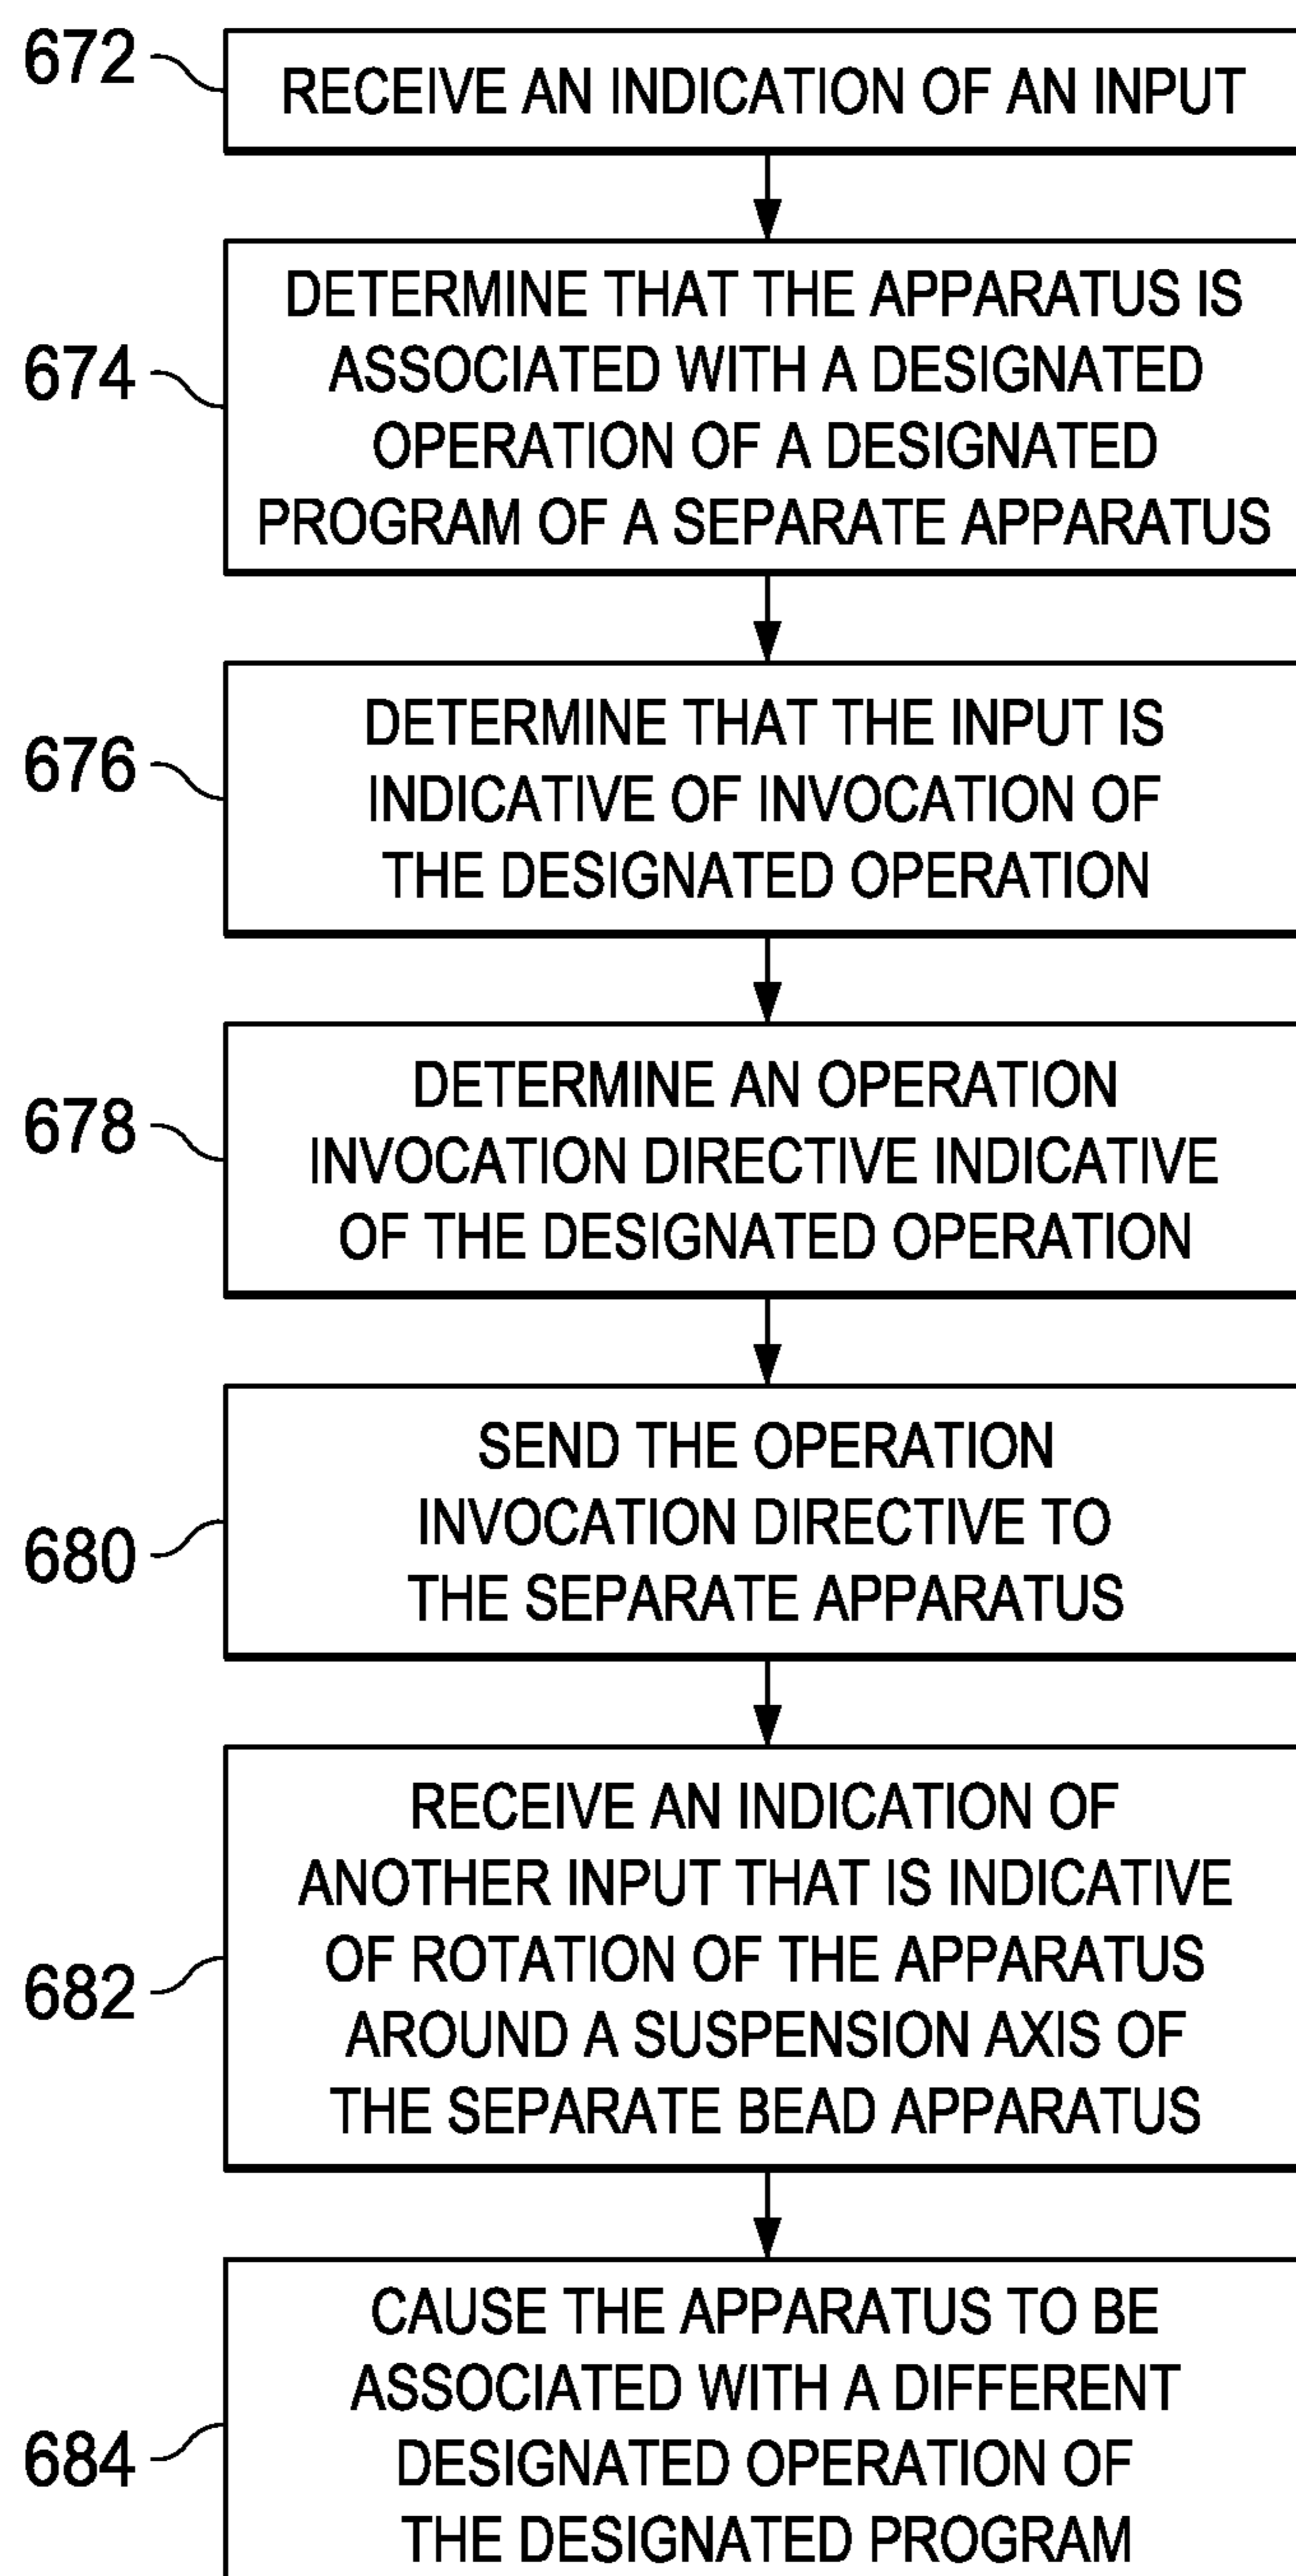 672
RECEIVE AN INDICATION OF AN INPUT
674
DETERMINE THAT THE APPARATUS IS
ASSOCIATED WITH A DESIGNATED
OPERATION OF A DESIGNATED
PROGRAM OF A SEPARATE APPARATUS
676
DETERMINE THAT THE INPUT IS
INDICATIVE OF INVOCATION OF
THE DESIGNATED OPERATION
678
DETERMINE AN OPERATION
INVOCATION DIRECTIVE INDICATIVE
OF THE DESIGNATED OPERATION
680
SEND THE OPERATION
INVOCATION DIRECTIVE TO
THE SEPARATE APPARATUS
682
RECEIVE AN INDICATION OF
ANOTHER INPUT THAT IS INDICATIVE
OF ROTATION OF THE APPARATUS
AROUND A SUSPENSION AXIS OF
THE SEPARATE BEAD APPARATUS
684
CAUSE THE APPARATUS TO BE
ASSOCIATED WITH A DIFFERENT
DESIGNATED OPERATION OF
THE DESIGNATED PROGRAM